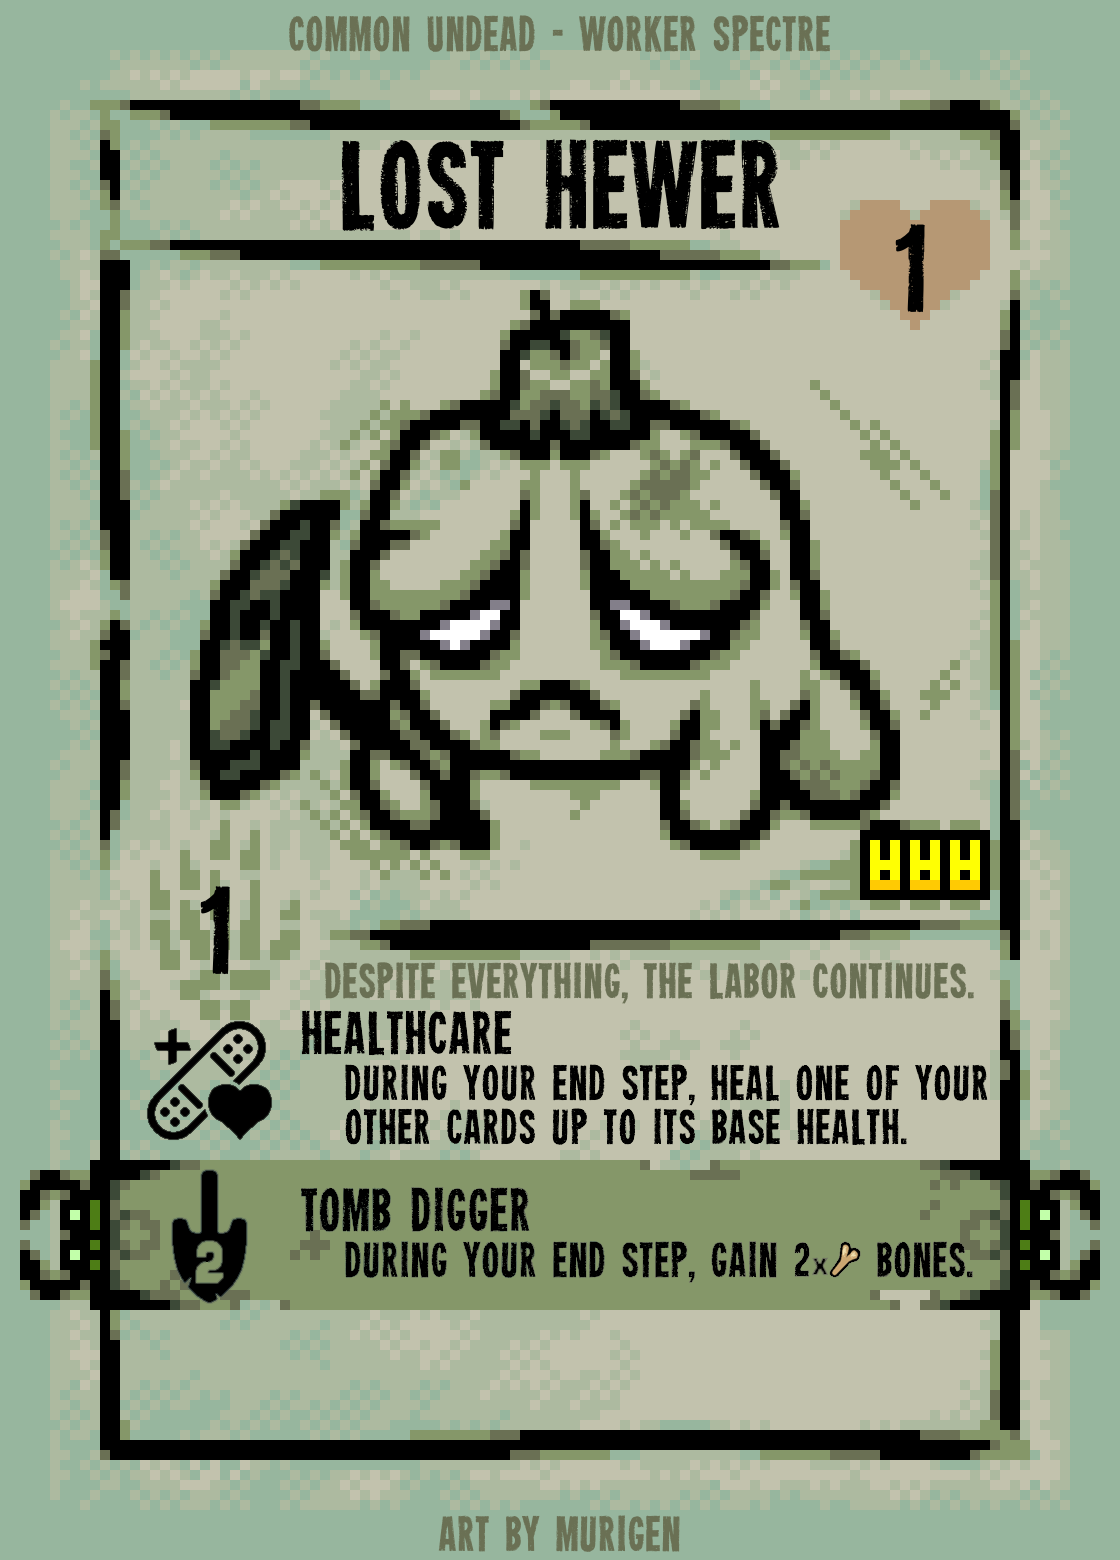 COMMON UNDEAD - WORKER SPECTRE
LOST HEWER
1
1
DESPITE EVERYTHING, THE LABOR CONTINUES.
HEALTHCARE
DURING YOUR END STEP, HEAL ONE OF YOUR
OTHER CARDS UP TO ITS BASE HEALTH.
2
TOMB DIGGER
DURING YOUR END STEP, GAIN 2x BONES.
ART BY MURIGEN